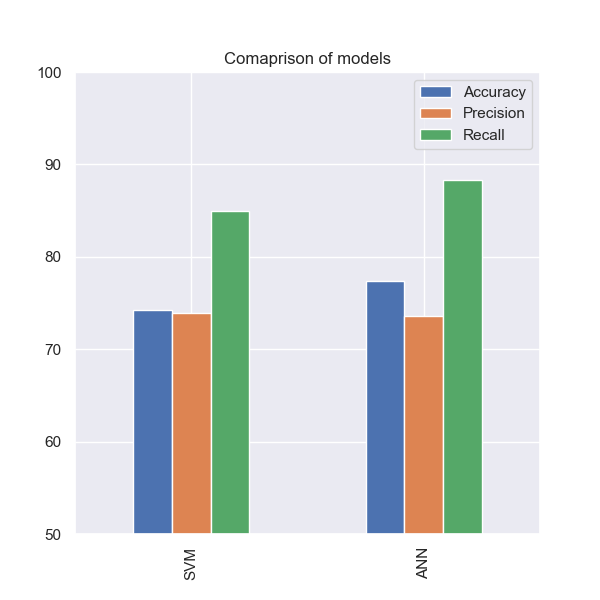 Comaprison of models
100
90
80
70
60
50
Accuracy
Precision
Recall
SVM
ANN